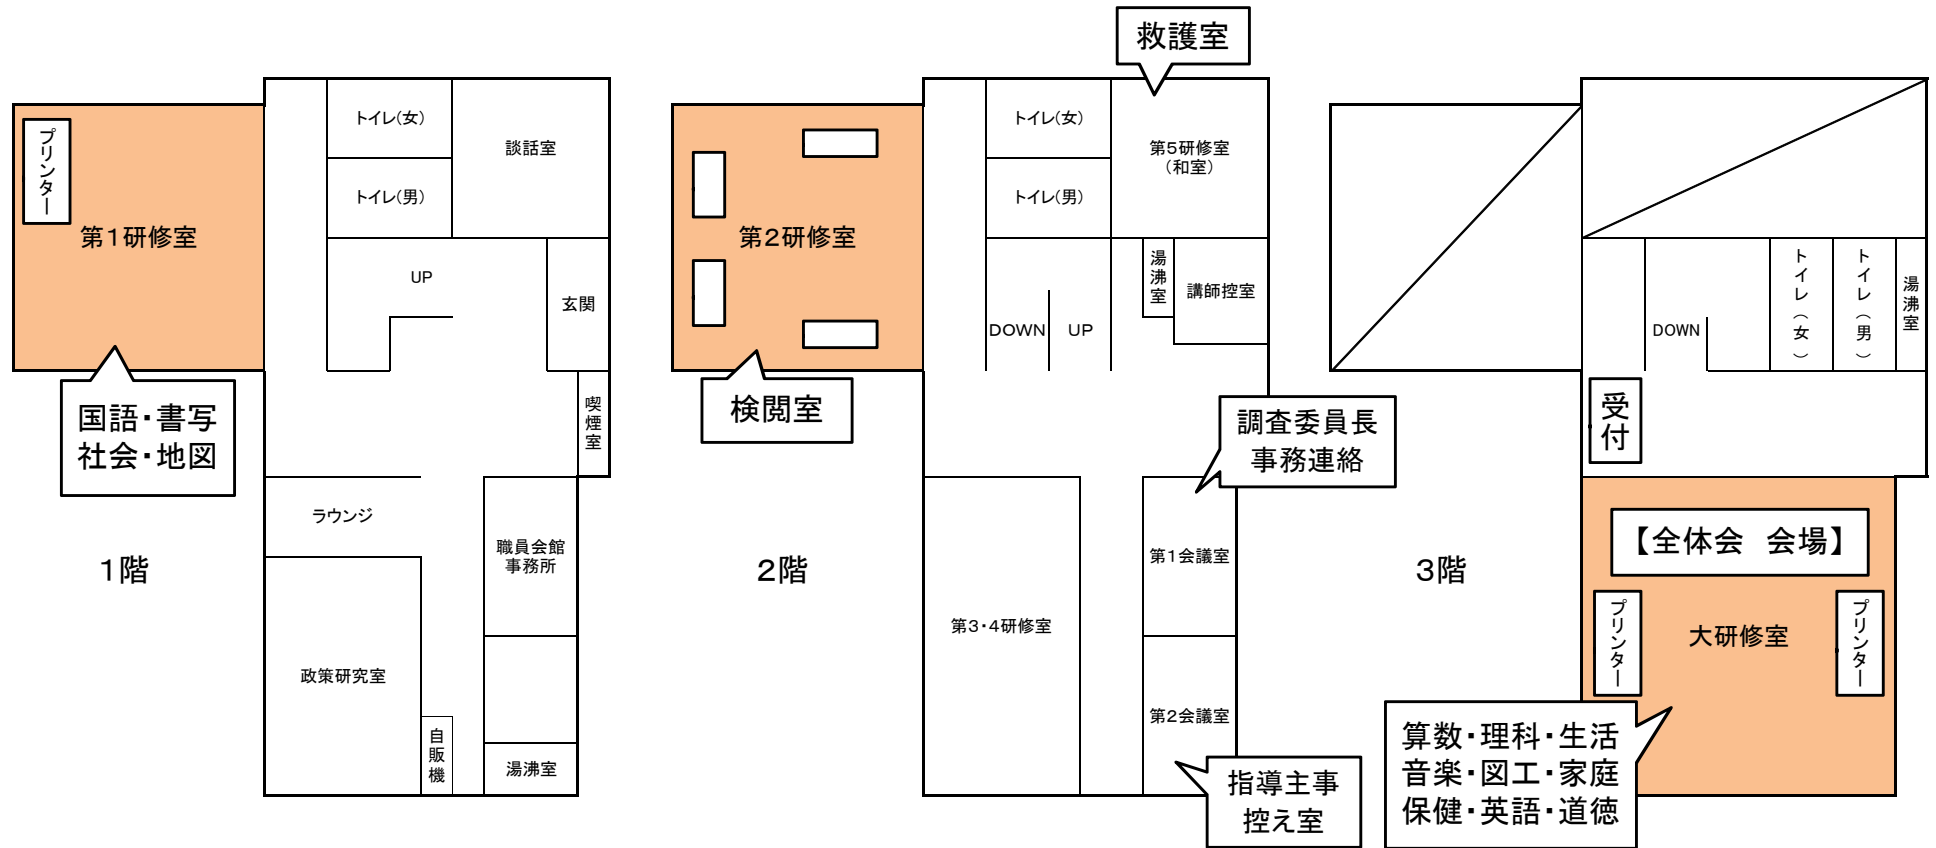 救護室
トイレ(女)
談話室
プリンター
トイレ(男)
第1研修室
UP
玄関
国語・書写
社会・地図
喫煙室
ラウンジ
職員会館
事務所
1階
政策研究室
自販機
湯沸室
トイレ(女)
第5研修室
(和室)
トイレ(男)
第2研修室
湯沸室
講師控室
DOWN
UP
検閲室
調査委員長
事務連絡
第1会議室
2階
第3・4研修室
第2会議室
指導主事
控え室
トイレ(女)
トイレ(男)
湯沸室
DOWN
受付
【全体会　会場】
3階
プリンター
大研修室
プリンター
算数・理科・生活
音楽・図工・家庭
保健・英語・道徳